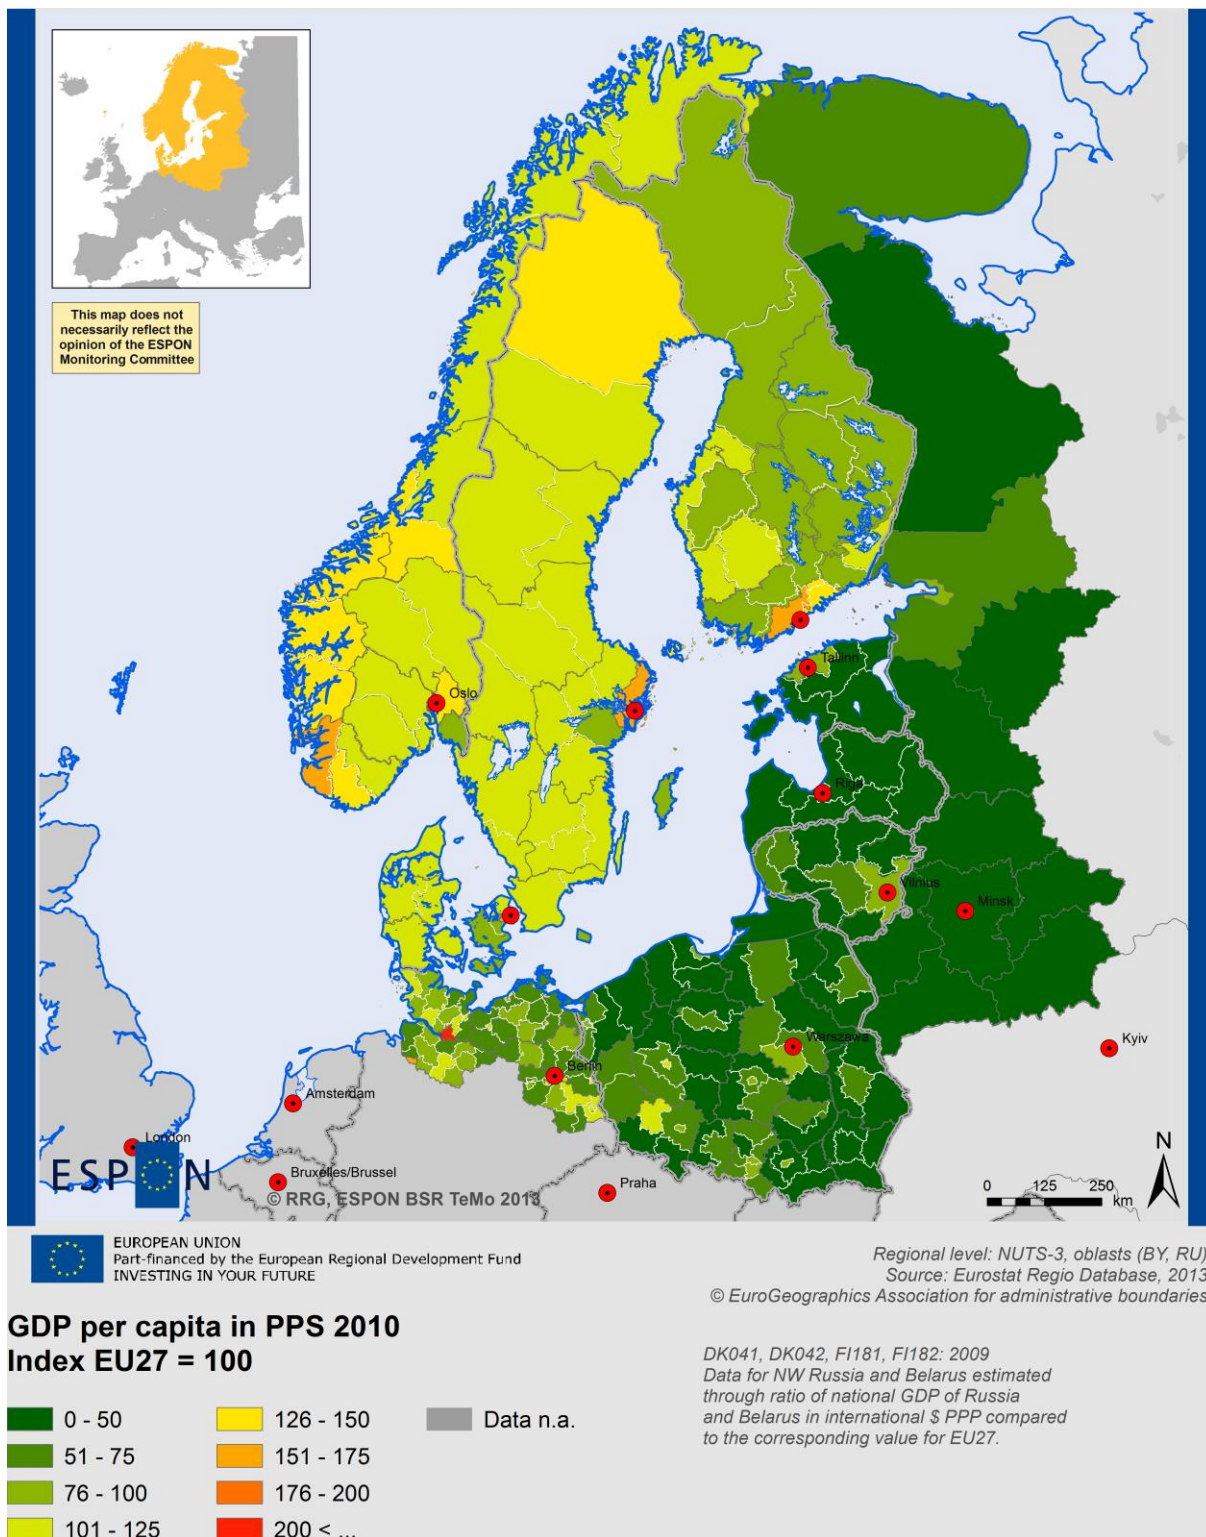 This map does not
necessarily reflect the
opinion of the ESPON
Monitoring Committee
Oslo
Tallinn
Riga
Vilnius
Minsk
Warszawa
Berlin
Kyiv
Amsterdam
London
Bruxelles/Brussel
Praha
ESPON
© RRG, ESPON BSR TeMo 2013
N
0 125 250
km
EUROPEAN UNION
Part-financed by the European Regional Development Fund
INVESTING IN YOUR FUTURE
Regional level: NUTS-3, oblasts (BY, RU)
Source: Eurostat Regio Database, 2013
© EuroGeographics Association for administrative boundaries
GDP per capita in PPS 2010
Index EU27 = 100
DK041, DK042, FI181, FI182: 2009
Data for NW Russia and Belarus estimated
through ratio of national GDP of Russia
and Belarus in international $ PPP compared
to the corresponding value for EU27.
0 - 50
51 - 75
76 - 100
101 - 125
126 - 150
151 - 175
176 - 200
200 < ...
Data n.a.